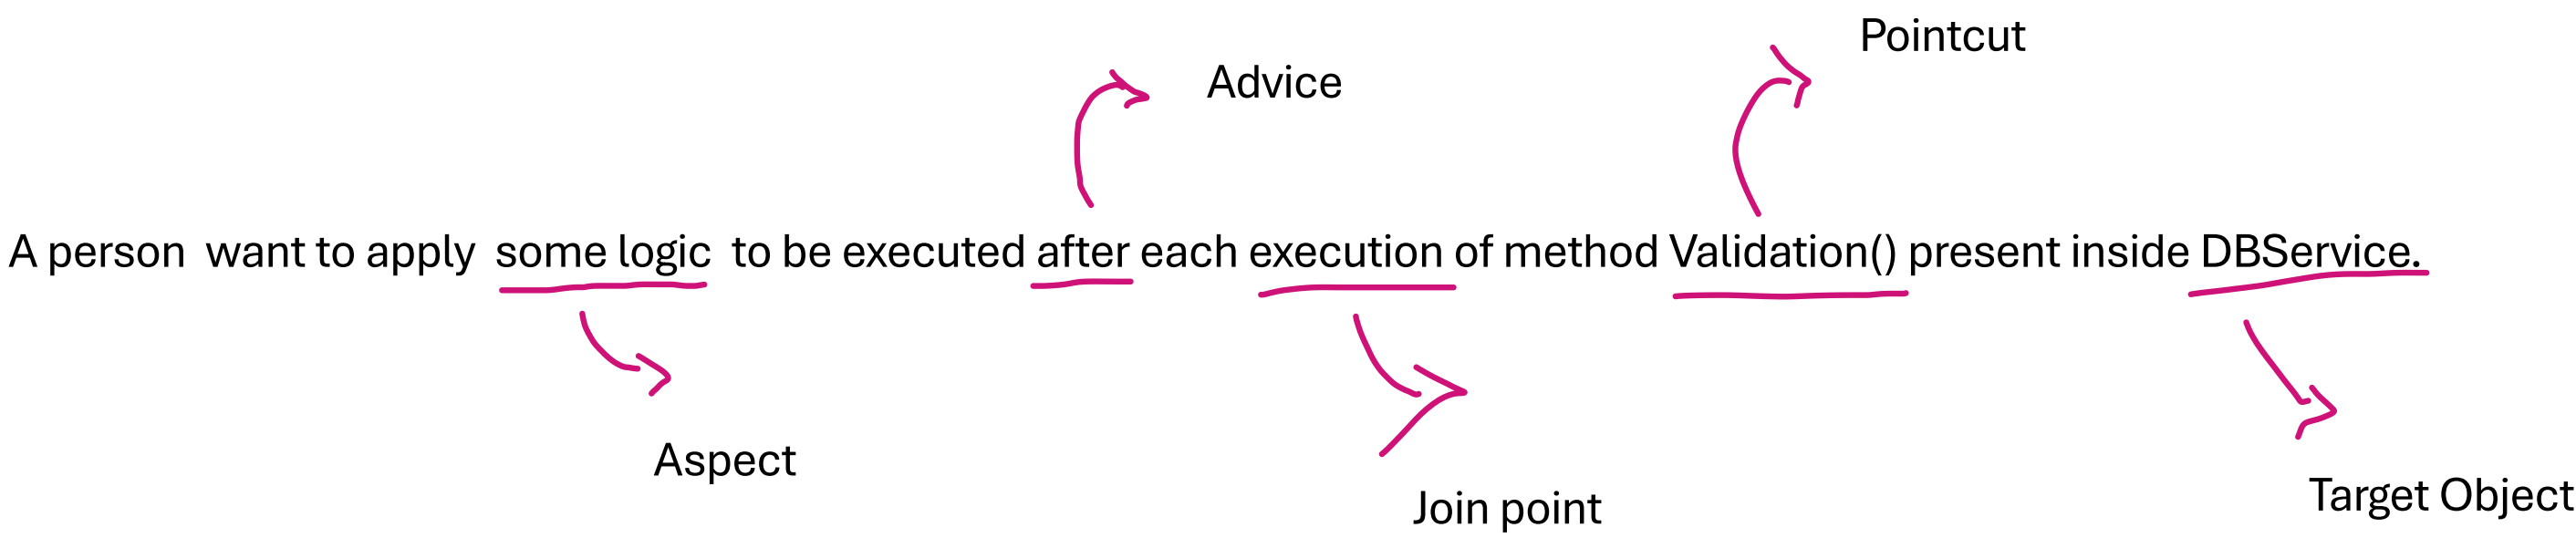 Pointcut
Advice
A person want to apply some logic to be executed after each execution of method Validation() present inside DBService.
Aspect
Join point
Target Object